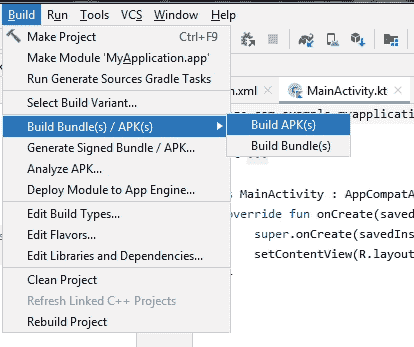 Build Run Tools VCS Window Help
Make Project Ctrl+F9
Make Module 'MyApplication.app'
Run Generate Sources Gradle Tasks
Select Build Variant...
Build Bundle(s) / APK(s)
Build APK(s)
Build Bundle(s)
Generate Signed Bundle / APK...
Analyze APK...
Deploy Module to App Engine...
Edit Build Types...
Edit Flavors...
Edit Libraries and Dependencies...
Clean Project
Refresh Linked C++ Projects
Rebuild Project
.xml MainActivity.kt
MainActivity : AppCompatA
override fun onCreate(saved
super.onCreate(savedIns
setContentView(R.layout